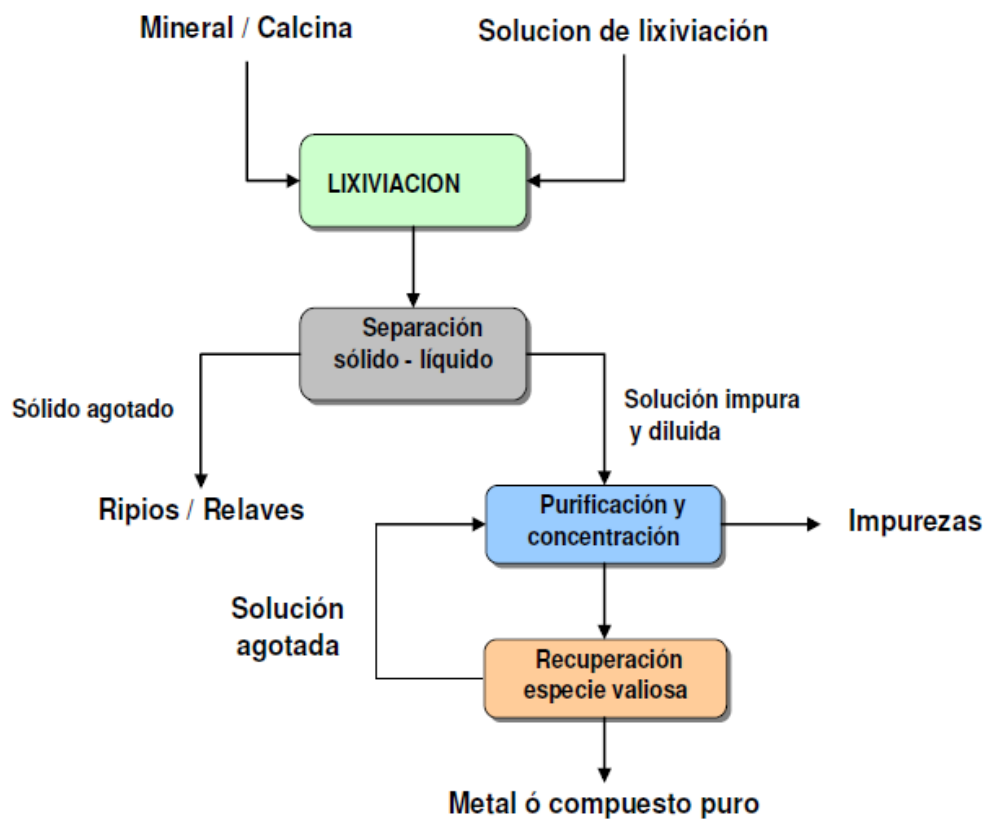 Mineral / Calcina
Solucion de lixiviación
LIXIVIACION
Separación
sólido - líquido
Sólido agotado
Solución impura
y diluida
Ripios / Relaves
Purificación y
concentración
Impurezas
Solución
agotada
Recuperación
especie valiosa
Metal ó compuesto puro